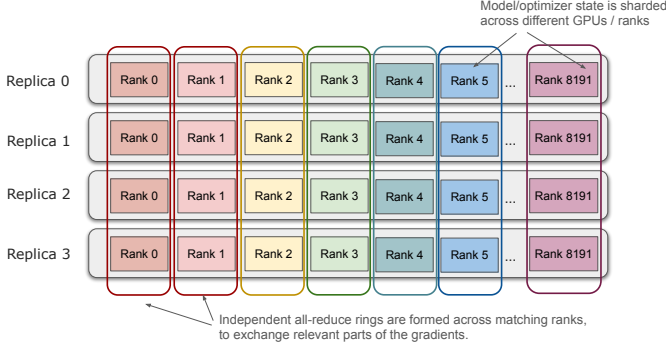 Model/optimizer state is sharded
across different GPUs / ranks
Replica 0 Rank 0 Rank 1 Rank 2 Rank 3 Rank 4 Rank 5 ... Rank 8191
Replica 1 Rank 0 Rank 1 Rank 2 Rank 3 Rank 4 Rank 5 ... Rank 8191
Replica 2 Rank 0 Rank 1 Rank 2 Rank 3 Rank 4 Rank 5 ... Rank 8191
Replica 3 Rank 0 Rank 1 Rank 2 Rank 3 Rank 4 Rank 5 ... Rank 8191
Independent all-reduce rings are formed across matching ranks,
to exchange relevant parts of the gradients.